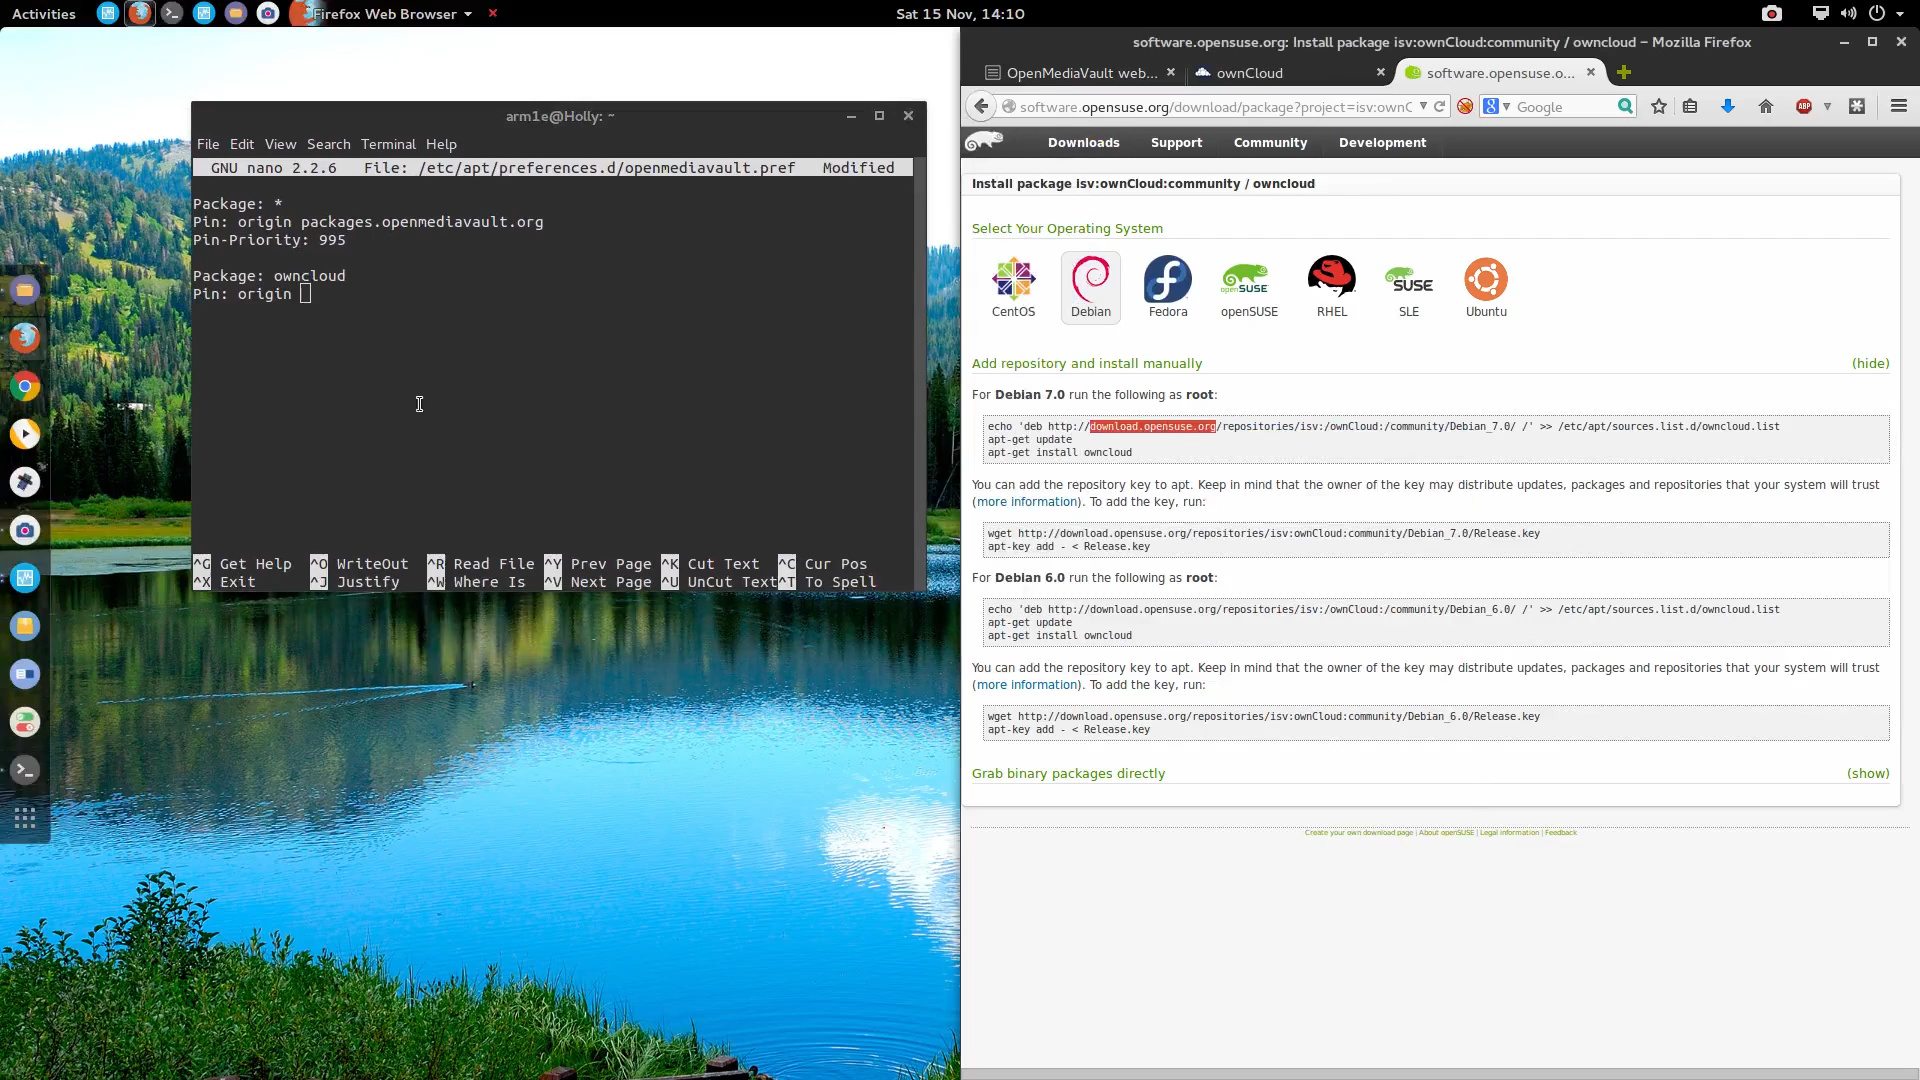 Activities
Firefox Web Browser
Sat 15 Nov, 14:10
arm1e@Holly: ~
File Edit View Search Terminal Help
GNU nano 2.2.6 File: /etc/apt/preferences.d/openmediavault.pref Modified
Package: *
Pin: origin packages.openmediavault.org
Pin-Priority: 995
Package: owncloud
Pin: origin
^G Get Help ^O WriteOut ^R Read File ^Y Prev Page ^K Cut Text ^C Cur Pos
^X Exit ^J Justify ^W Where Is ^V Next Page ^U UnCut Text ^T To Spell
software.opensuse.org: Install package isv:ownCloud:community / owncloud – Mozilla Firefox
OpenMediaVault web... ownCloud software.opensuse.o...
software.opensuse.org/download/package?project=isv:ownC
Google
ABP
Downloads Support Community Development
Install package isv:ownCloud:community / owncloud
Select Your Operating System
CentOS Debian Fedora openSUSE RHEL SLE Ubuntu
Add repository and install manually (hide)
For Debian 7.0 run the following as root:
echo 'deb http://download.opensuse.org/repositories/isv:/ownCloud:/community/Debian_7.0/ /' >> /etc/apt/sources.list.d/owncloud.list
apt-get update
apt-get install owncloud
You can add the repository key to apt. Keep in mind that the owner of the key may distribute updates, packages and repositories that your system will trust
(more information). To add the key, run:
wget http://download.opensuse.org/repositories/isv:ownCloud:community/Debian_7.0/Release.key
apt-key add - < Release.key
For Debian 6.0 run the following as root:
echo 'deb http://download.opensuse.org/repositories/isv:/ownCloud:/community/Debian_6.0/ /' >> /etc/apt/sources.list.d/owncloud.list
apt-get update
apt-get install owncloud
You can add the repository key to apt. Keep in mind that the owner of the key may distribute updates, packages and repositories that your system will trust
(more information). To add the key, run:
wget http://download.opensuse.org/repositories/isv:ownCloud:community/Debian_6.0/Release.key
apt-key add - < Release.key
Grab binary packages directly (show)
Create your own download page | About openSUSE | Legal information | Feedback